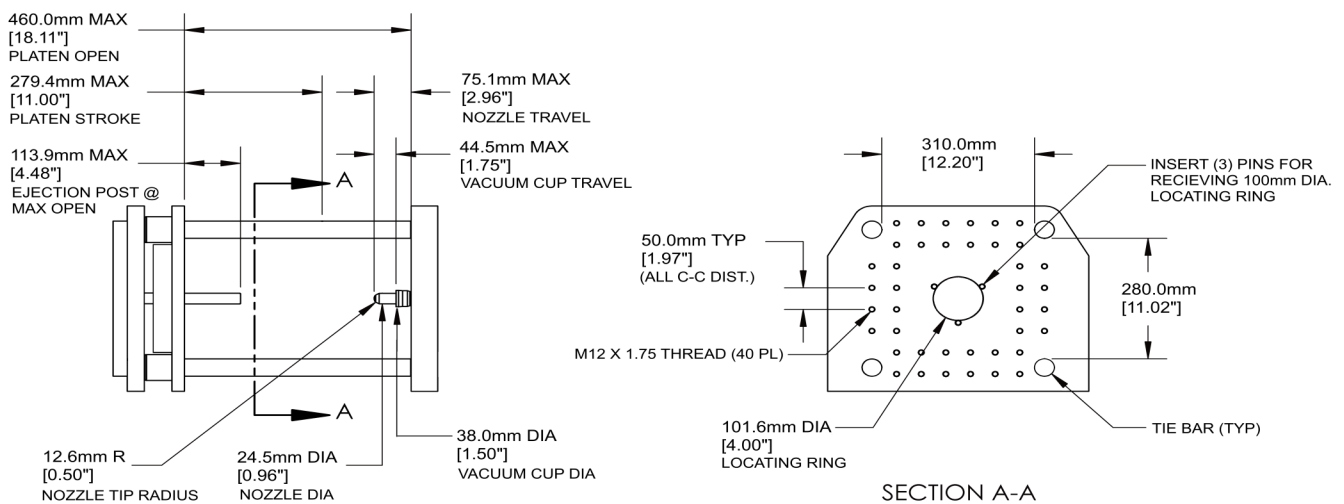 460.0mm MAX
[18.11"]
PLATEN OPEN
279.4mm MAX
[11.00"]
PLATEN STROKE
113.9mm MAX
[4.48"]
EJECTION POST @
MAX OPEN
75.1mm MAX
[2.96"]
NOZZLE TRAVEL
44.5mm MAX
[1.75"]
VACUUM CUP TRAVEL
A
A
12.6mm R
[0.50"]
NOZZLE TIP RADIUS
24.5mm DIA
[0.96"]
NOZZLE DIA
38.0mm DIA
[1.50"]
VACUUM CUP DIA
310.0mm
[12.20"]
INSERT (3) PINS FOR
RECIEVING 100mm DIA.
LOCATING RING
50.0mm TYP
[1.97"]
(ALL C-C DIST.)
280.0mm
[11.02"]
M12 X 1.75 THREAD (40 PL)
101.6mm DIA
[4.00"]
LOCATING RING
TIE BAR (TYP)
SECTION A-A